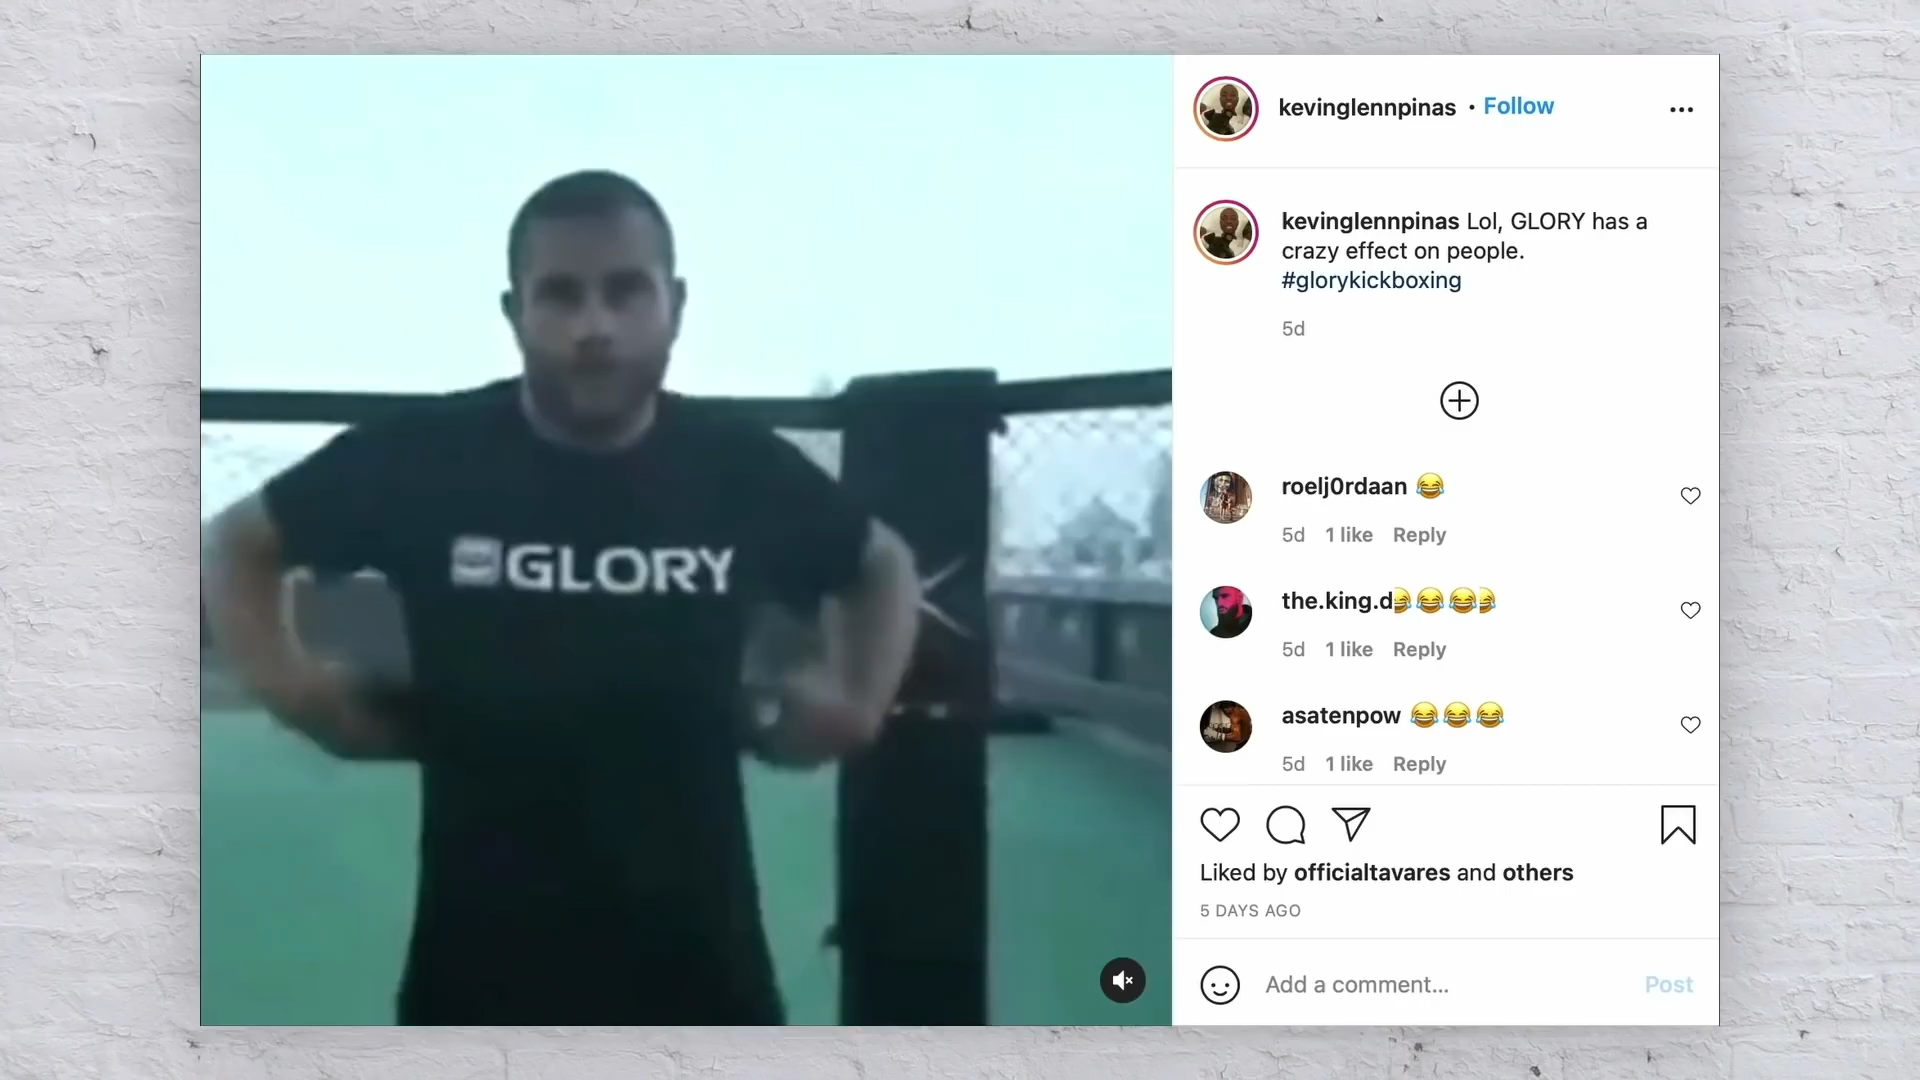 GLORY
kevinglennpinas • Follow
kevinglennpinas Lol, GLORY has a
crazy effect on people.
#glorykickboxing
5d
roelj0rdaan 😂
5d 1 like Reply
the.king.d😂😂😂😂
5d 1 like Reply
asatenpow 😂😂😂
5d 1 like Reply
Liked by officialtavares and others
5 DAYS AGO
Add a comment...
Post